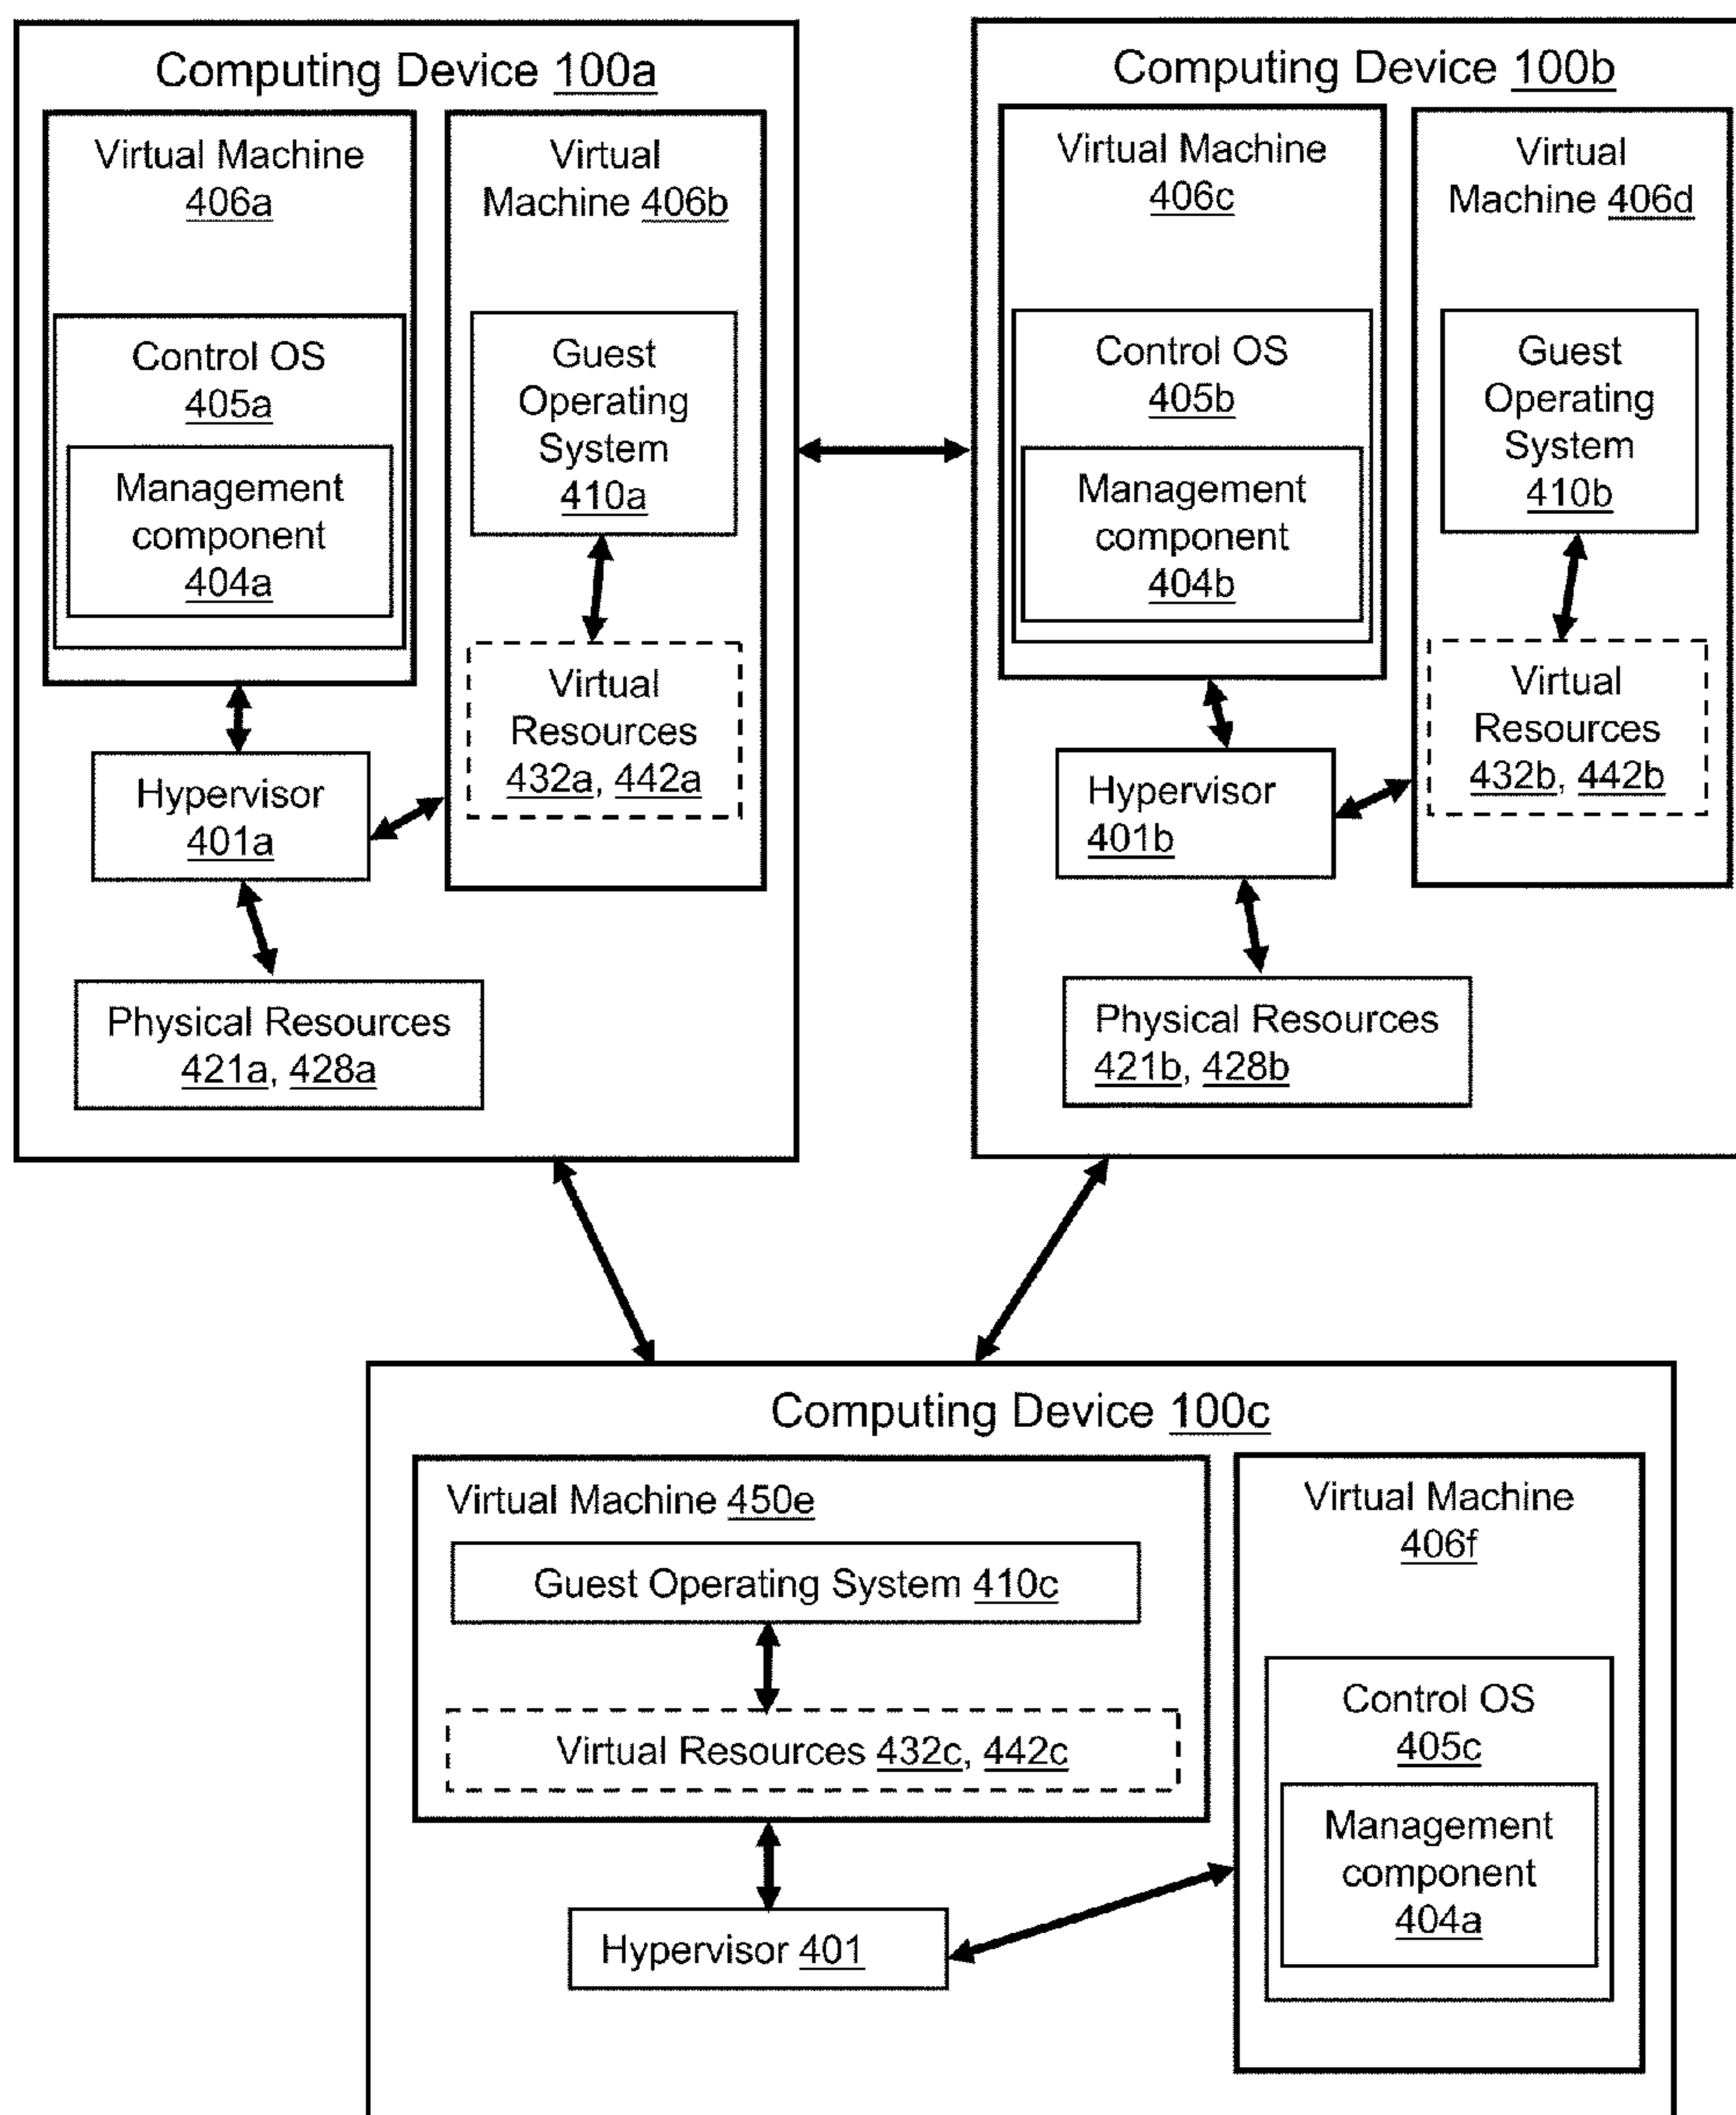 Computing Device 100a
Virtual Machine
406a
Control OS
405a
Management
component
404a
Virtual
Machine 406b
Guest
Operating
System
410a
Virtual
Resources
432a, 442a
Hypervisor
401a
Physical Resources
421a, 428a
Computing Device 100b
Virtual Machine
406c
Control OS
405b
Management
component
404b
Virtual
Machine 406d
Guest
Operating
System
410b
Virtual
Resources
432b, 442b
Hypervisor
401b
Physical Resources
421b, 428b
Computing Device 100c
Virtual Machine 450e
Guest Operating System 410c
Virtual Resources 432c, 442c
Hypervisor 401
Virtual Machine
406f
Control OS
405c
Management
component
404a